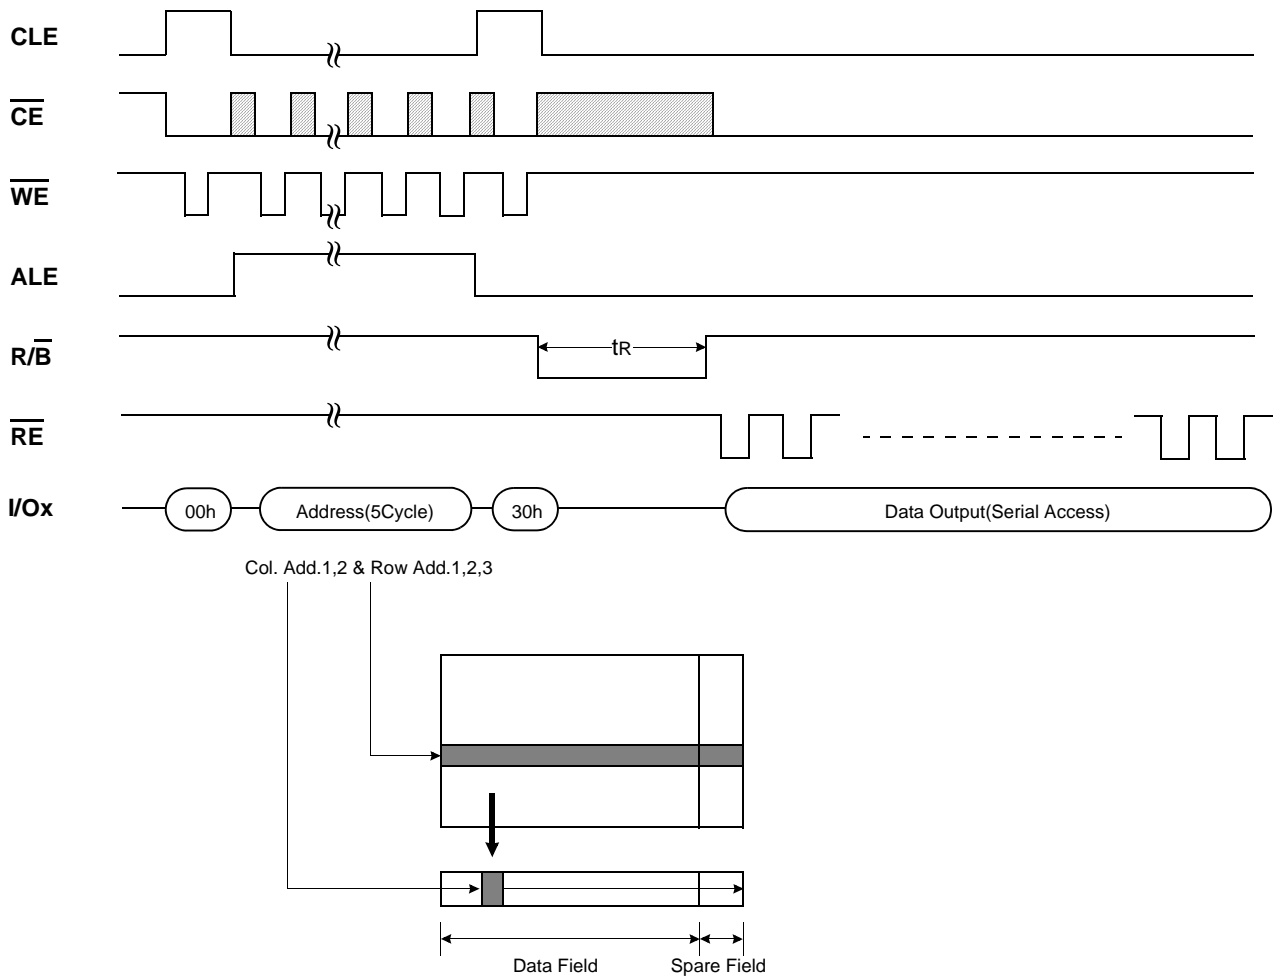 CLE
CE
WE
ALE
R/B
tR
RE
I/Ox
00h
Address(5Cycle)
30h
Data Output(Serial Access)
Col. Add.1,2 & Row Add.1,2,3
Data Field
Spare Field